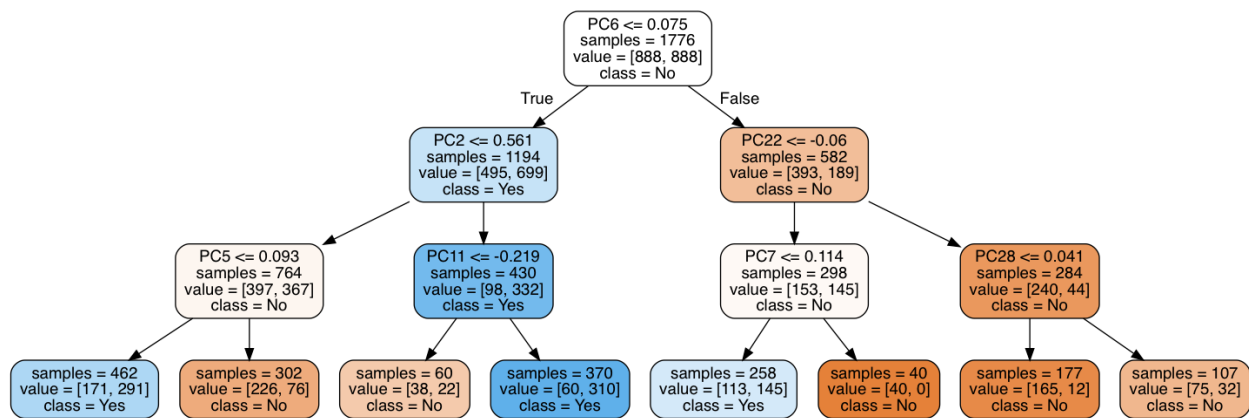 PC6 <= 0.075
samples = 1776
value = [888, 888]
class = No
True
False
PC2 <= 0.561
samples = 1194
value = [495, 699]
class = Yes
PC22 <= -0.06
samples = 582
value = [393, 189]
class = No
PC5 <= 0.093
samples = 764
value = [397, 367]
class = No
PC11 <= -0.219
samples = 430
value = [98, 332]
class = Yes
PC7 <= 0.114
samples = 298
value = [153, 145]
class = No
PC28 <= 0.041
samples = 284
value = [240, 44]
class = No
samples = 462
value = [171, 291]
class = Yes
samples = 302
value = [226, 76]
class = No
samples = 60
value = [38, 22]
class = No
samples = 370
value = [60, 310]
class = Yes
samples = 258
value = [113, 145]
class = Yes
samples = 40
value = [40, 0]
class = No
samples = 177
value = [165, 12]
class = No
samples = 107
value = [75, 32]
class = No